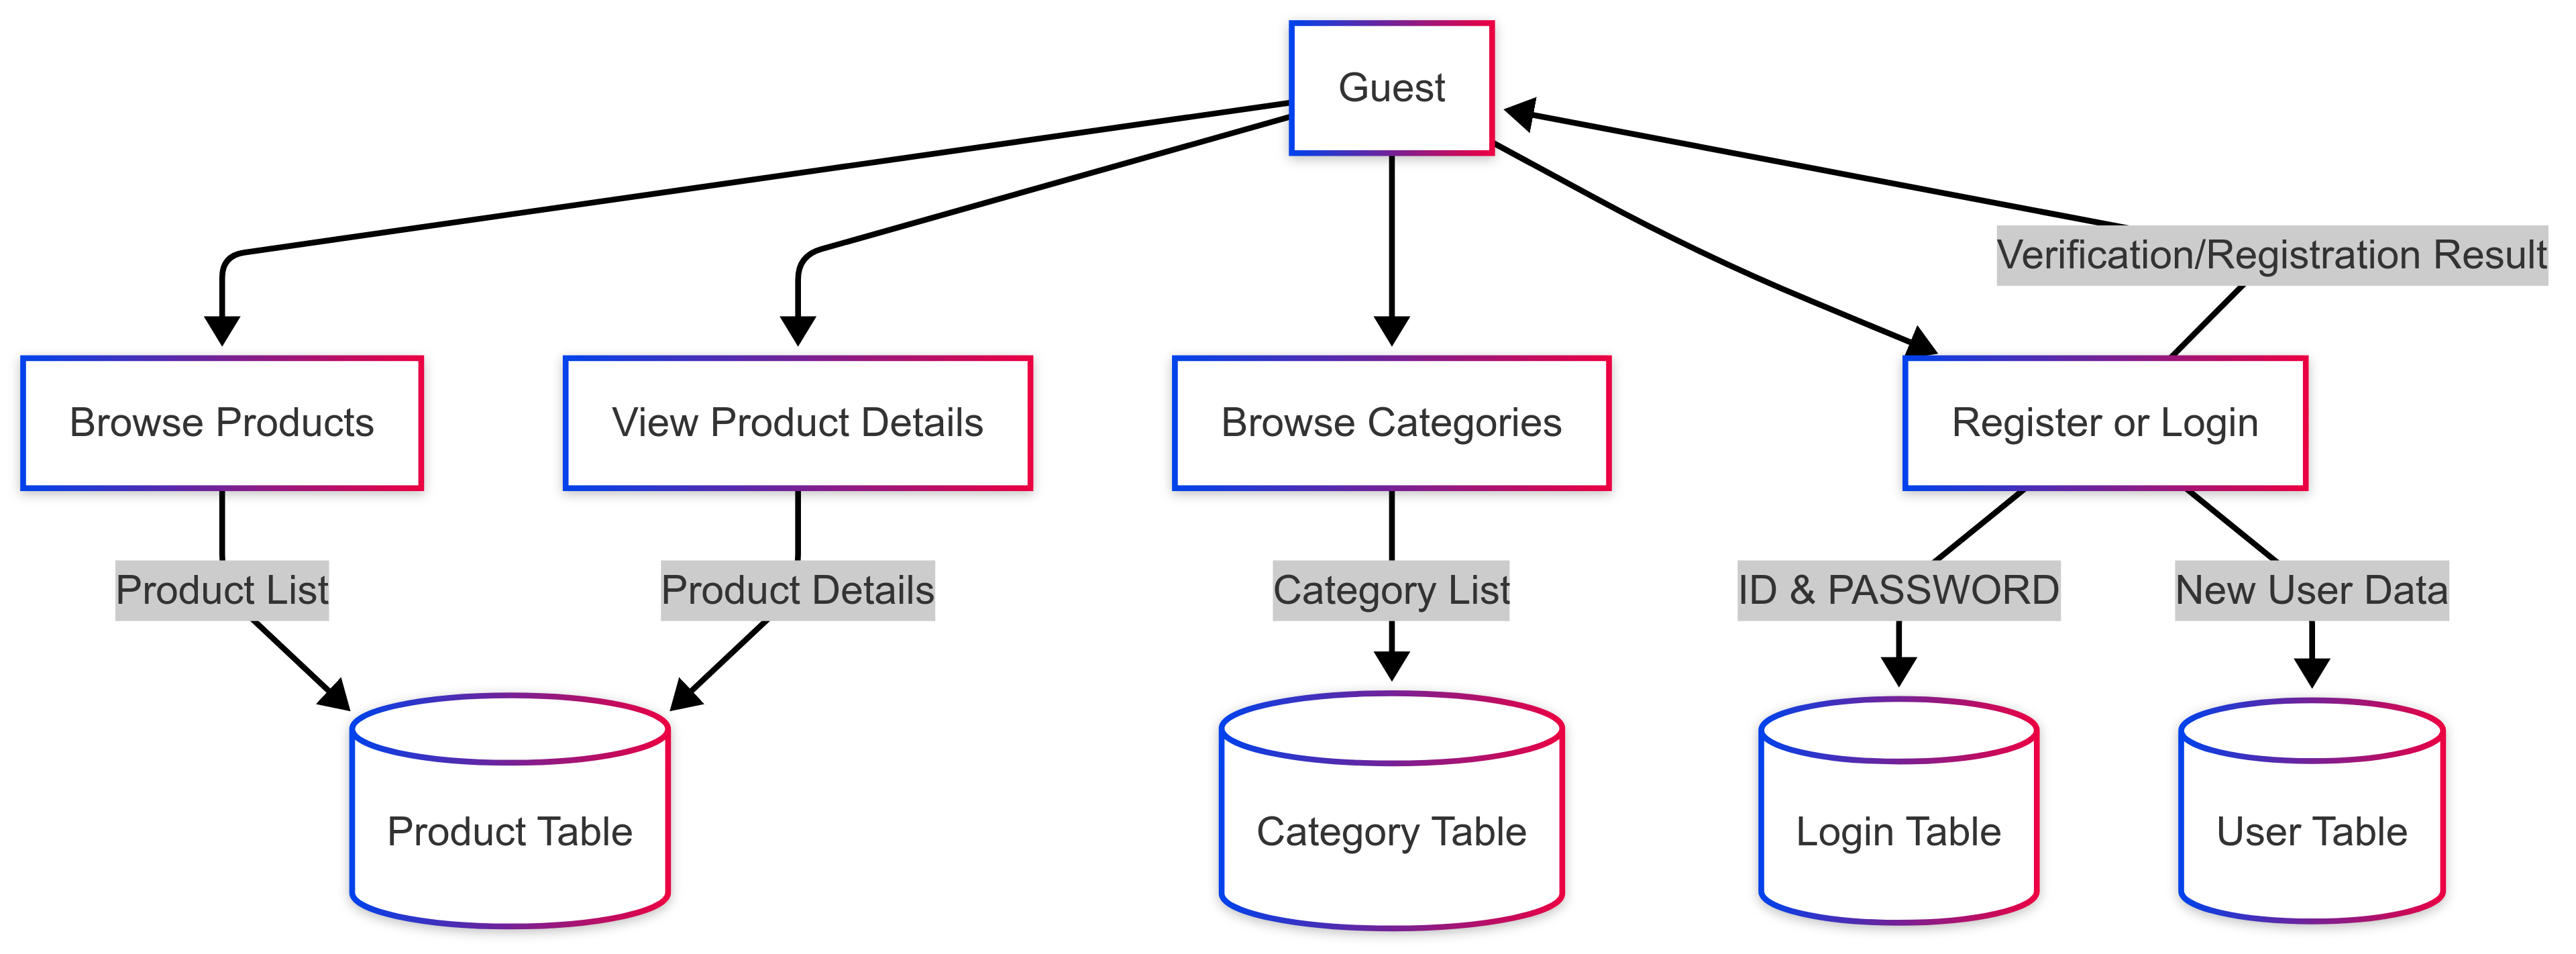 Guest
Verification/Registration Result
Browse Products
View Product Details
Browse Categories
Register or Login
Product List
Product Details
Category List
ID & PASSWORD
New User Data
Product Table
Category Table
Login Table
User Table